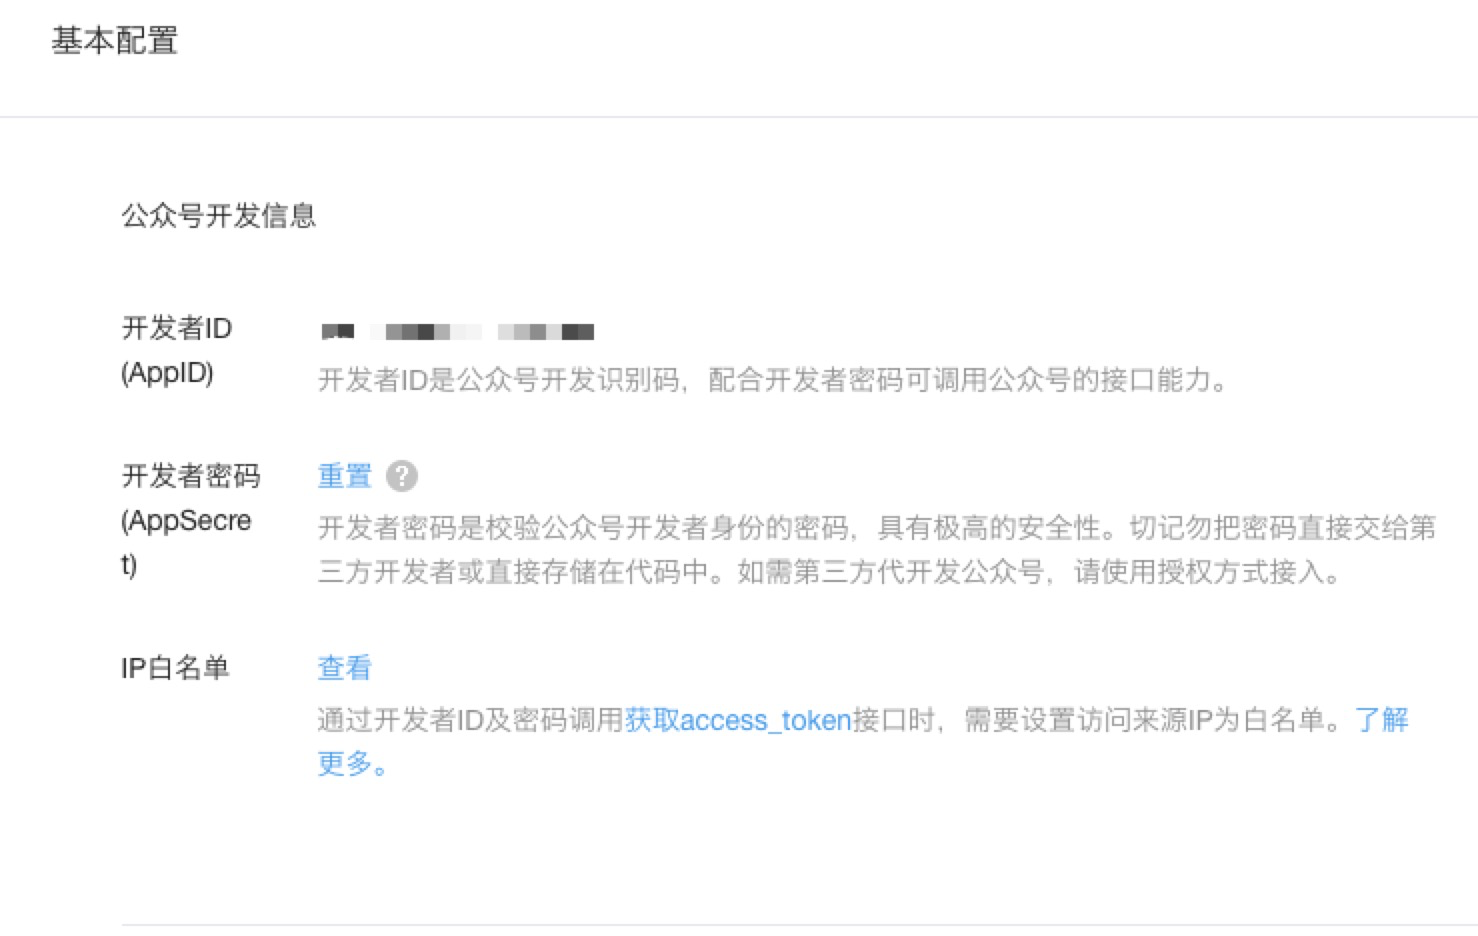 基本配置
公众号开发信息
开发者ID
(AppID)
开发者ID是公众号开发识别码，配合开发者密码可调用公众号的接口能力。
开发者密码
(AppSecre
t)
重置 ?
开发者密码是校验公众号开发者身份的密码，具有极高的安全性。切记勿把密码直接交给第
三方开发者或直接存储在代码中。如需第三方代开发公众号，请使用授权方式接入。
IP白名单
查看
通过开发者ID及密码调用获取access_token接口时，需要设置访问来源IP为白名单。了解
更多。